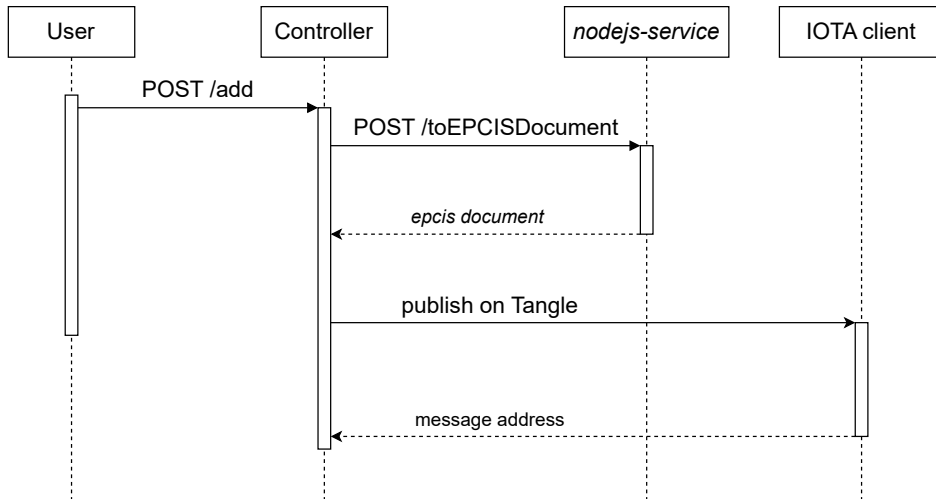 User
Controller
nodejs-service
IOTA client
POST /add
POST /toEPCISDocument
epcis document
publish on Tangle
message address